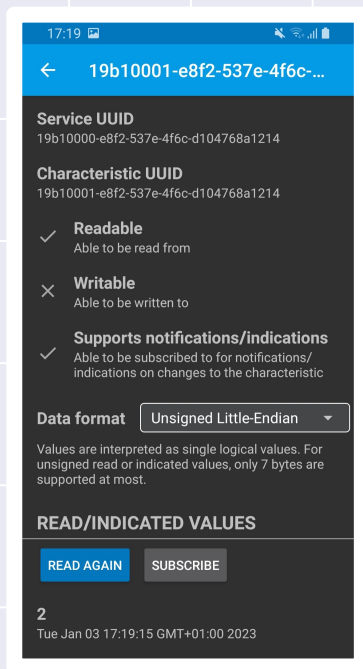 17:19
19b10001-e8f2-537e-4f6c-...
Service UUID
19b10000-e8f2-537e-4f6c-d104768a1214
Characteristic UUID
19b10001-e8f2-537e-4f6c-d104768a1214
Readable
Able to be read from
Writable
Able to be written to
Supports notifications/indications
Able to be subscribed to for notifications/
indications on changes to the characteristic
Data format Unsigned Little-Endian
Values are interpreted as single logical values. For
unsigned read or indicated values, only 7 bytes are
supported at most.
READ/INDICATED VALUES
READ AGAIN SUBSCRIBE
2
Tue Jan 03 17:19:15 GMT+01:00 2023